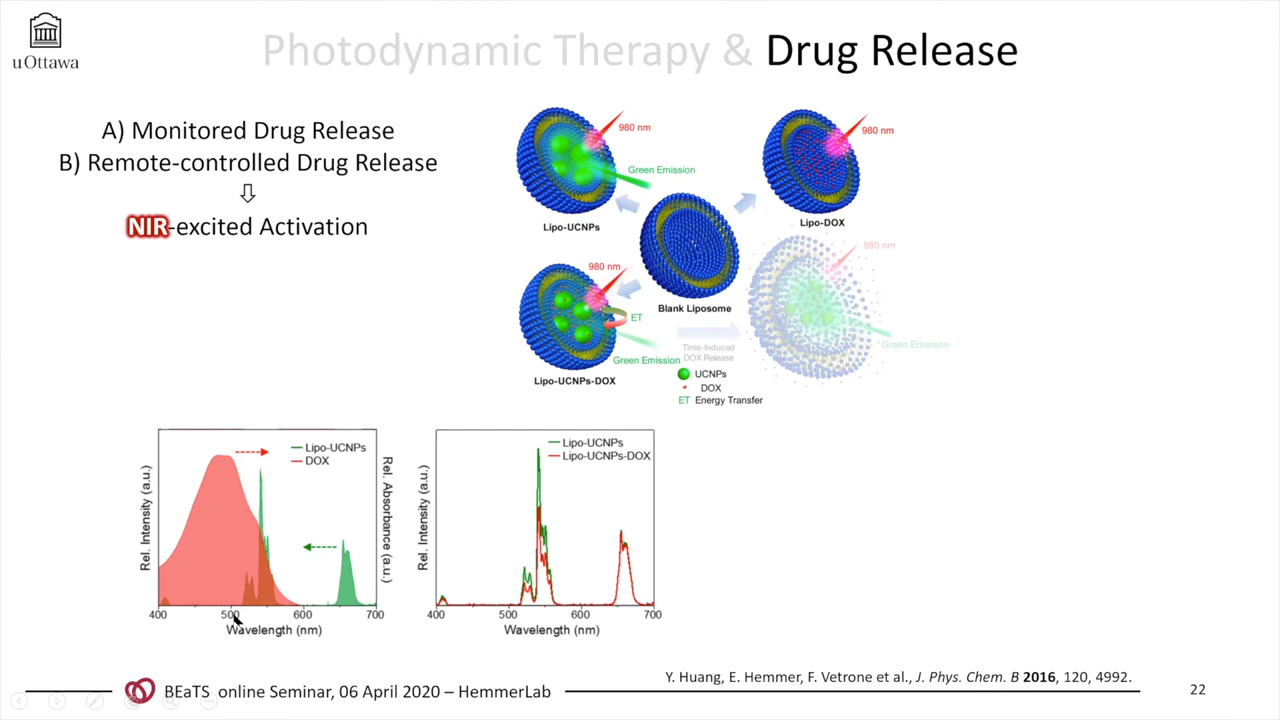 uOttawa
Photodynamic Therapy & Drug Release
A) Monitored Drug Release
B) Remote-controlled Drug Release
NIR-excited Activation
980 nm
Green Emission
Lipo-UCNPs
980 nm
Lipo-DOX
Blank Liposome
980 nm
ET
Green Emission
Lipo-UCNPs-DOX
980 nm
Green Emission
Time-Induced
DOX Release
UCNPs
DOX
ET Energy Transfer
Rel. Intensity (a.u.)
Lipo-UCNPs
DOX
Rel. Absorbance (a.u.)
400 500 600 700
Wavelength (nm)
Rel. Intensity (a.u.)
Lipo-UCNPs
Lipo-UCNPs-DOX
400 500 600 700
Wavelength (nm)
Y. Huang, E. Hemmer, F. Vetrone et al., J. Phys. Chem. B 2016, 120, 4992.
BEaTS online Seminar, 06 April 2020 – HemmerLab
22